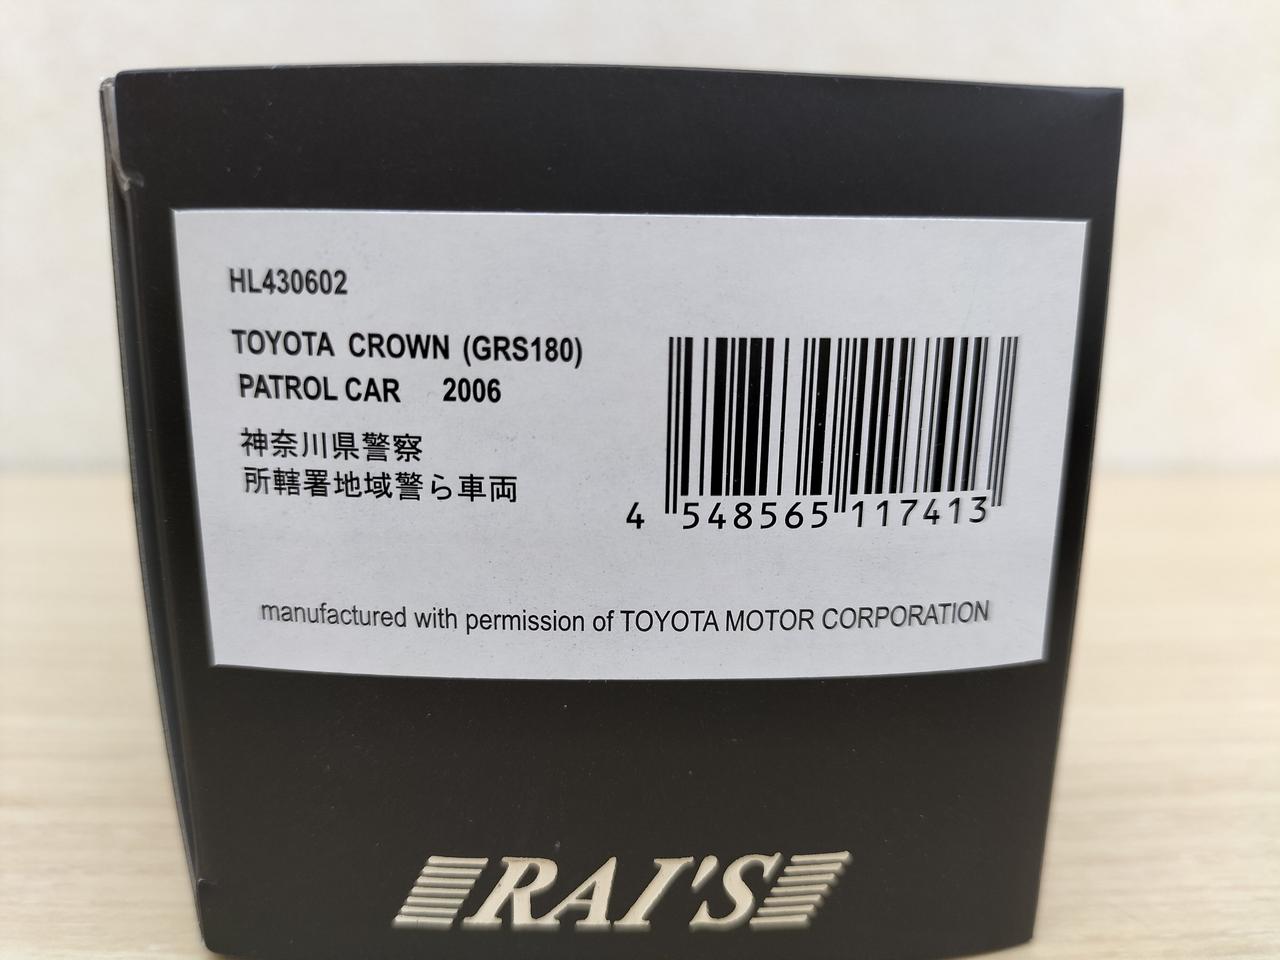 HL430602
TOYOTA CROWN (GRS180)
PATROL CAR 2006
神奈川県警察
所轄署地域警ら車両
4 548565 117413
manufactured with permission of TOYOTA MOTOR CORPORATION
RAI'S